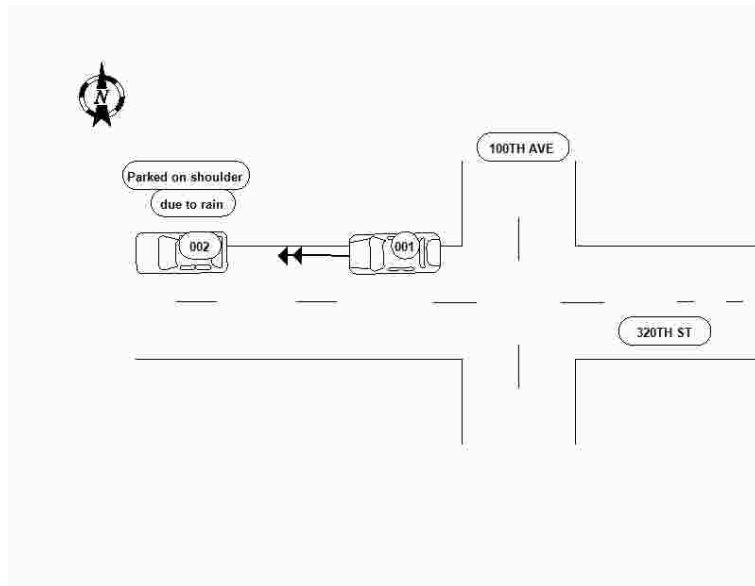 N
100TH AVE
Parked on shoulder
due to rain
002
001
320TH ST